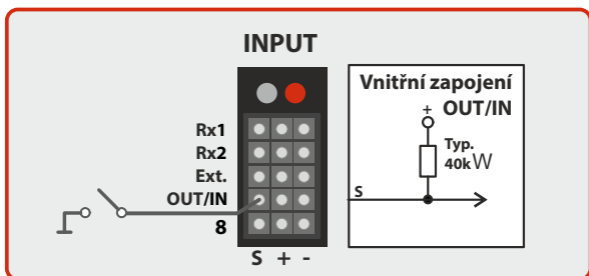 INPUT
Rx1
Rx2
Ext.
OUT/IN
8
S + -
Vnitřní zapojení
+ OUT/IN
Typ.
40kW
S